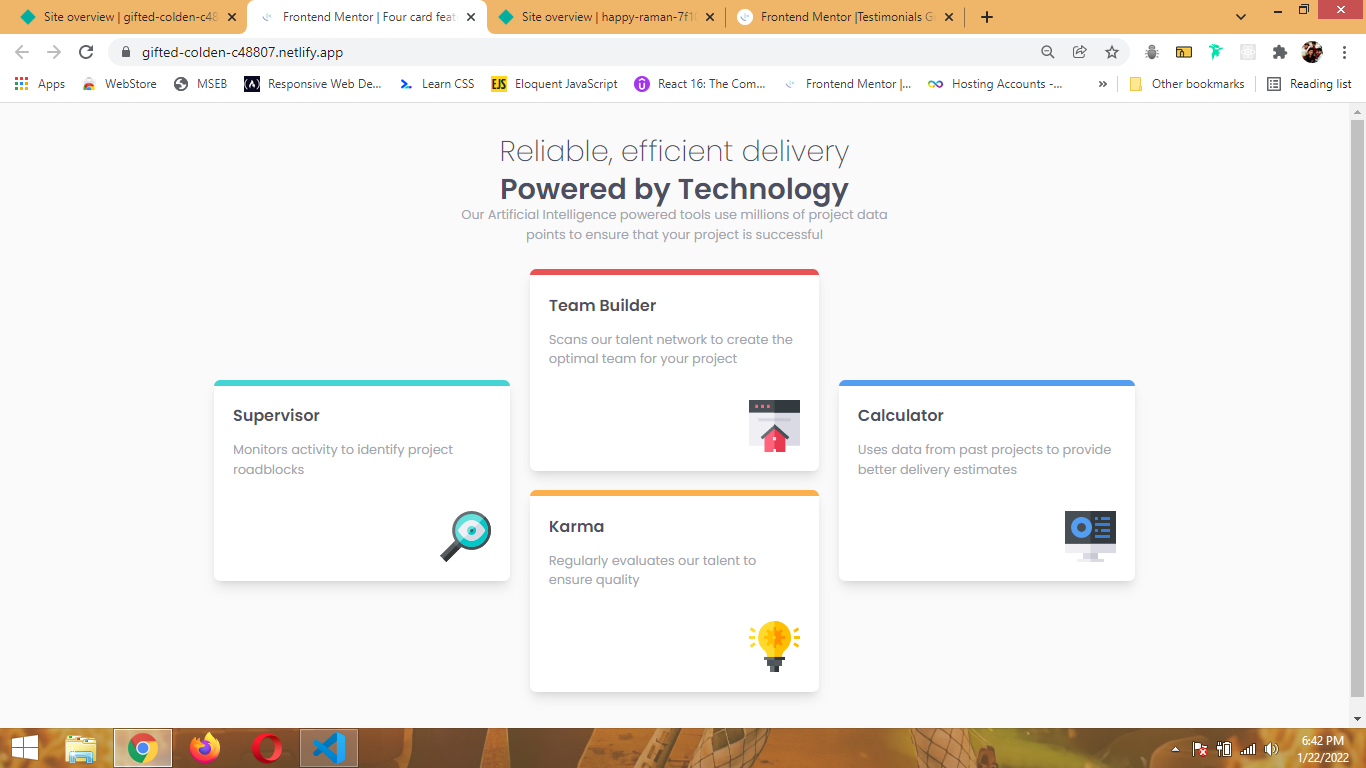 Site overview | gifted-colden-c48
Frontend Mentor | Four card feat
Site overview | happy-raman-7f1
Frontend Mentor |Testimonials G
gifted-colden-c48807.netlify.app
Apps
WebStore
MSEB
Responsive Web De...
Learn CSS
EJS
Eloquent JavaScript
React 16: The Com...
Frontend Mentor |...
Hosting Accounts -...
»
Other bookmarks
Reading list
Reliable, efficient delivery
Powered by Technology
Our Artificial Intelligence powered tools use millions of project data
points to ensure that your project is successful
Team Builder
Scans our talent network to create the
optimal team for your project
Supervisor
Monitors activity to identify project
roadblocks
Calculator
Uses data from past projects to provide
better delivery estimates
Karma
Regularly evaluates our talent to
ensure quality
6:42 PM
1/22/2022